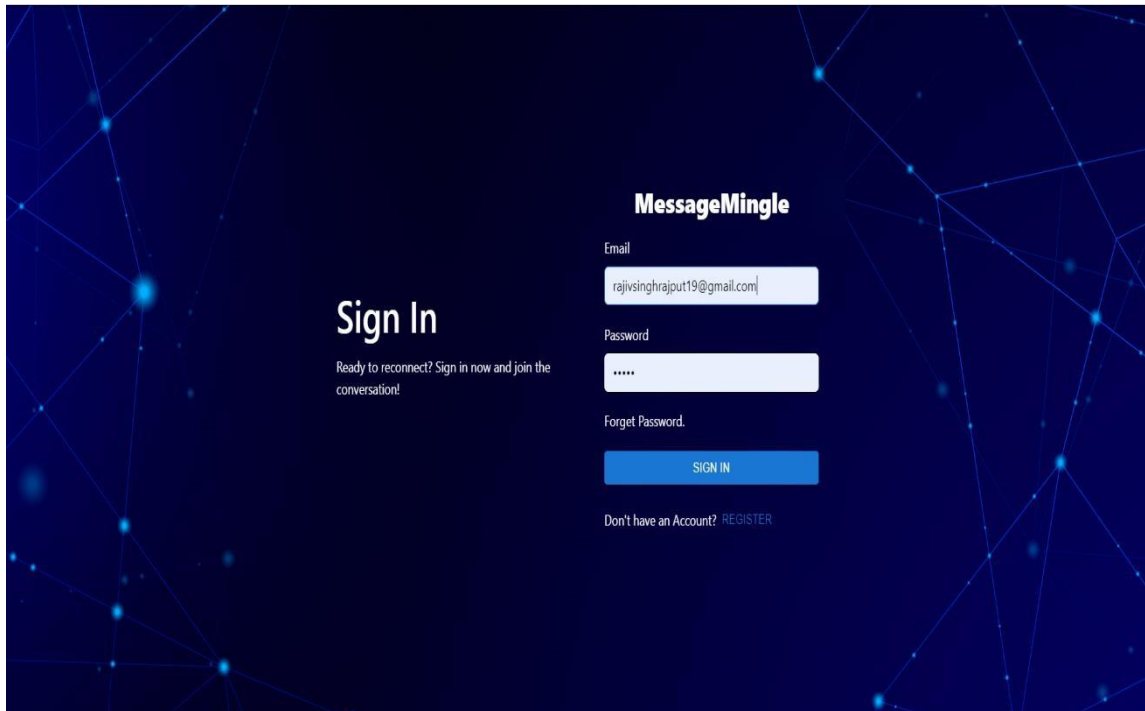 Sign In
Ready to reconnect? Sign in now and join the
conversation!
MessageMingle
Email
rajivsinghrajput19@gmail.com
Password
•••••
Forget Password.
SIGN IN
Don't have an Account? REGISTER